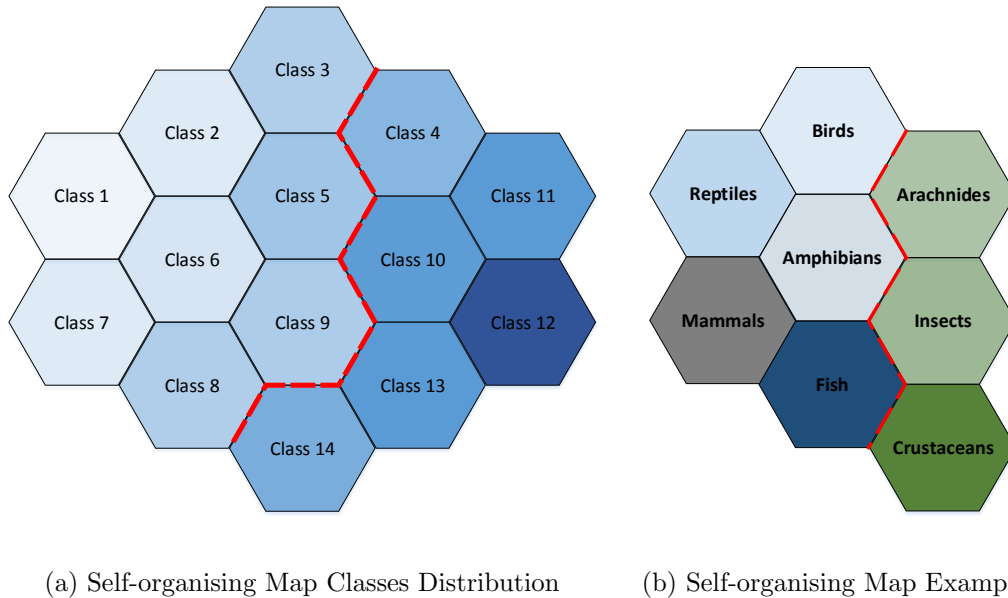 Class 3
Class 2
Class 4
Class 1
Class 5
Class 11
Class 6
Class 10
Class 7
Class 9
Class 12
Class 8
Class 13
Class 14
(a) Self-organising Map Classes Distribution
Birds
Reptiles
Arachnides
Amphibians
Mammals
Insects
Fish
Crustaceans
(b) Self-organising Map Examp